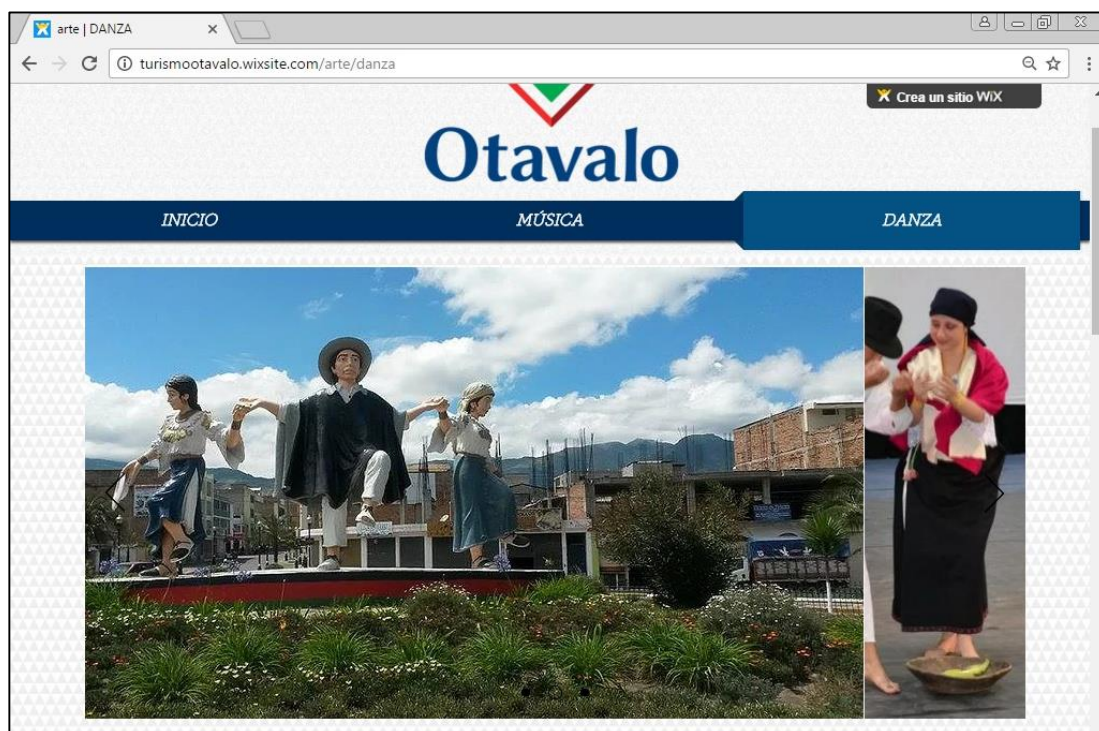 arte | DANZA
turismootavalo.wixsite.com/arte/danza
Crea un sitio WiX
Otavalo
INICIO
MÚSICA
DANZA